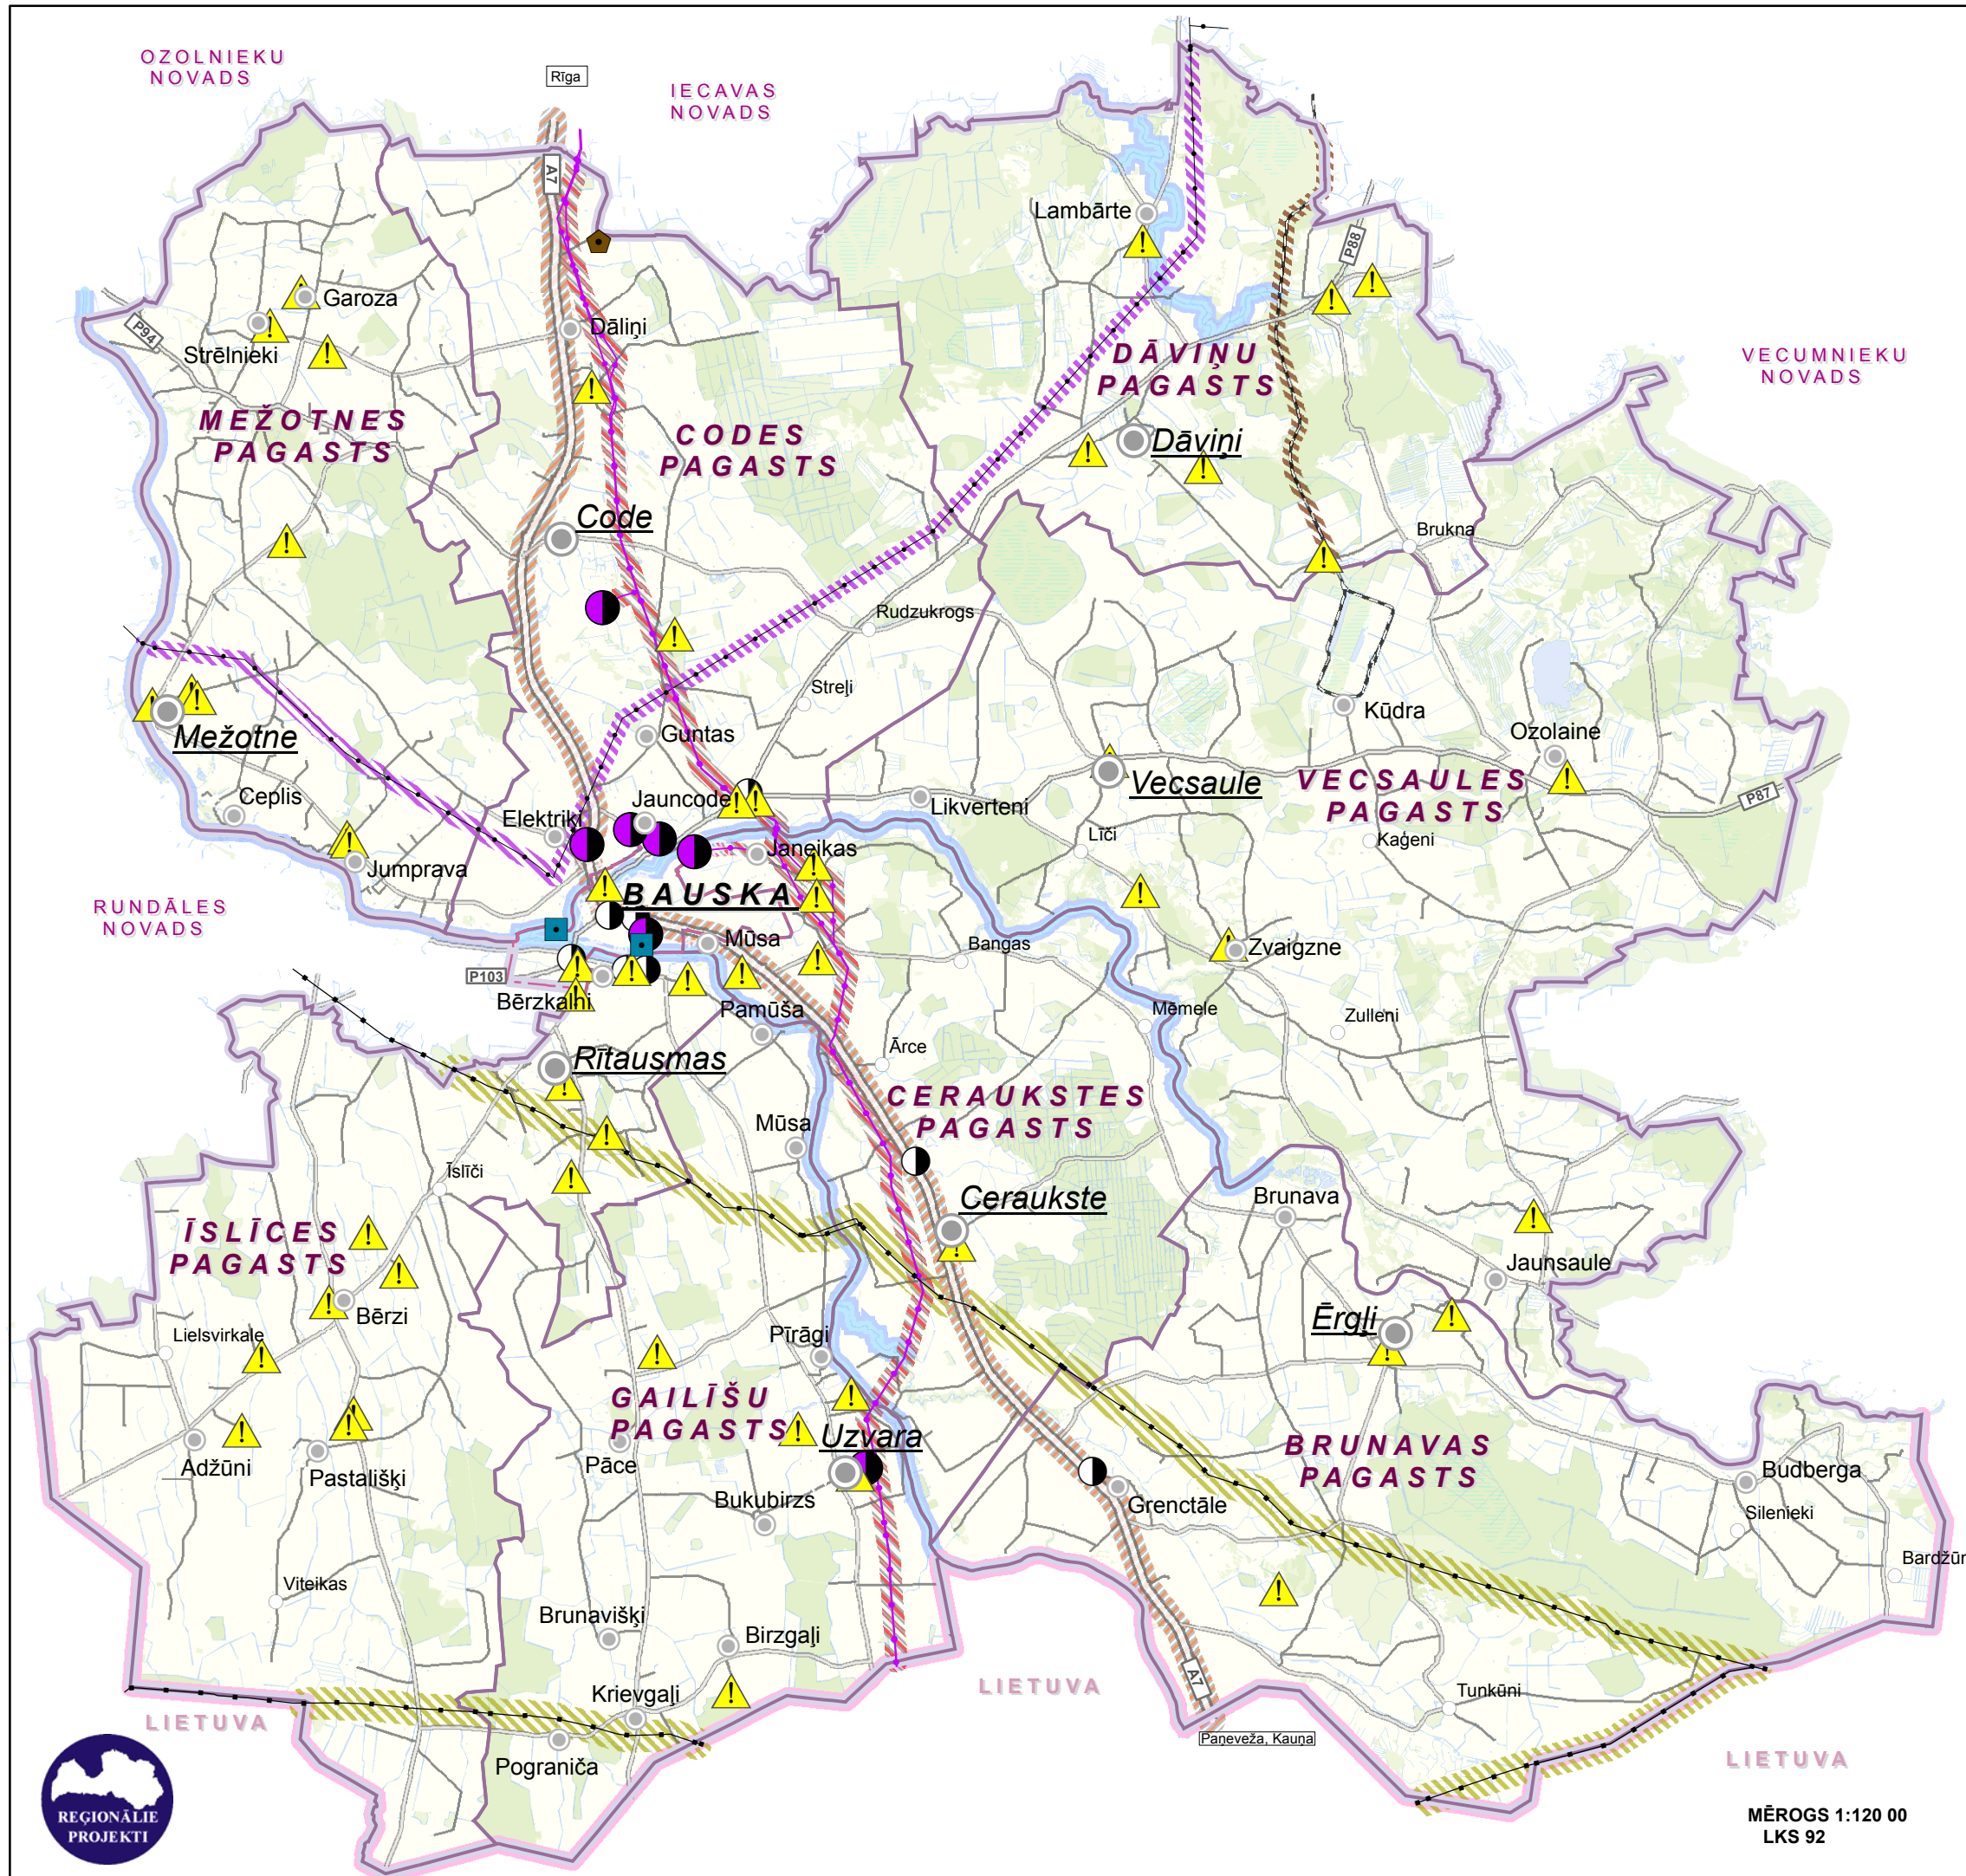 OZOLNIEKU
NOVADS
Rīga
IECAVAS
NOVADS
A7
Lambārte
P88
Garoza
Strēlnieki
P94
Dāliņi
DĀVIŅU
PAGASTS
VECUMNIEKU
NOVADS
MEŽOTNES
PAGASTS
CODES
PAGASTS
Dāviņi
Code
Brukna
Rudzukrogs
Streļi
Kūdra
Mežotne
Guntas
Ozolaine
Vecsaule
VECSAULES
PAGASTS
P87
Ceplis
Jauncode
Likverteni
Elektriķi
Līči
Kaģeni
Janeikas
Jumprava
BAUSKA
RUNDĀLES
NOVADS
Mūsa
Bangas
Zvaigzne
P103
Bērzkalni
Pamūša
Mēmele
Zulleni
Ārce
Rītausmas
CERAUKSTES
PAGASTS
Mūsa
Īslīči
Ceraukste
Brunava
ĪSLĪCES
PAGASTS
Jaunsaule
Bērzi
Ērgļi
Lielsvirkale
Pīrāgi
GAILĪŠU
PAGASTS
Uzvara
BRUNAVAS
PAGASTS
Adžūni
Pastališķi
Pāce
Budberga
Bukubirzs
Grenctāle
Silenieki
Bardžūr
Viteikas
Brunavišķi
Birzgaļi
A7
LIETUVA
Krievgaļi
Tunkūni
LIETUVA
Paņeveža, Kauņa
Pograniča
LIETUVA
REĢIONĀLIE
PROJEKTI
MĒROGS 1:120 00
LKS 92